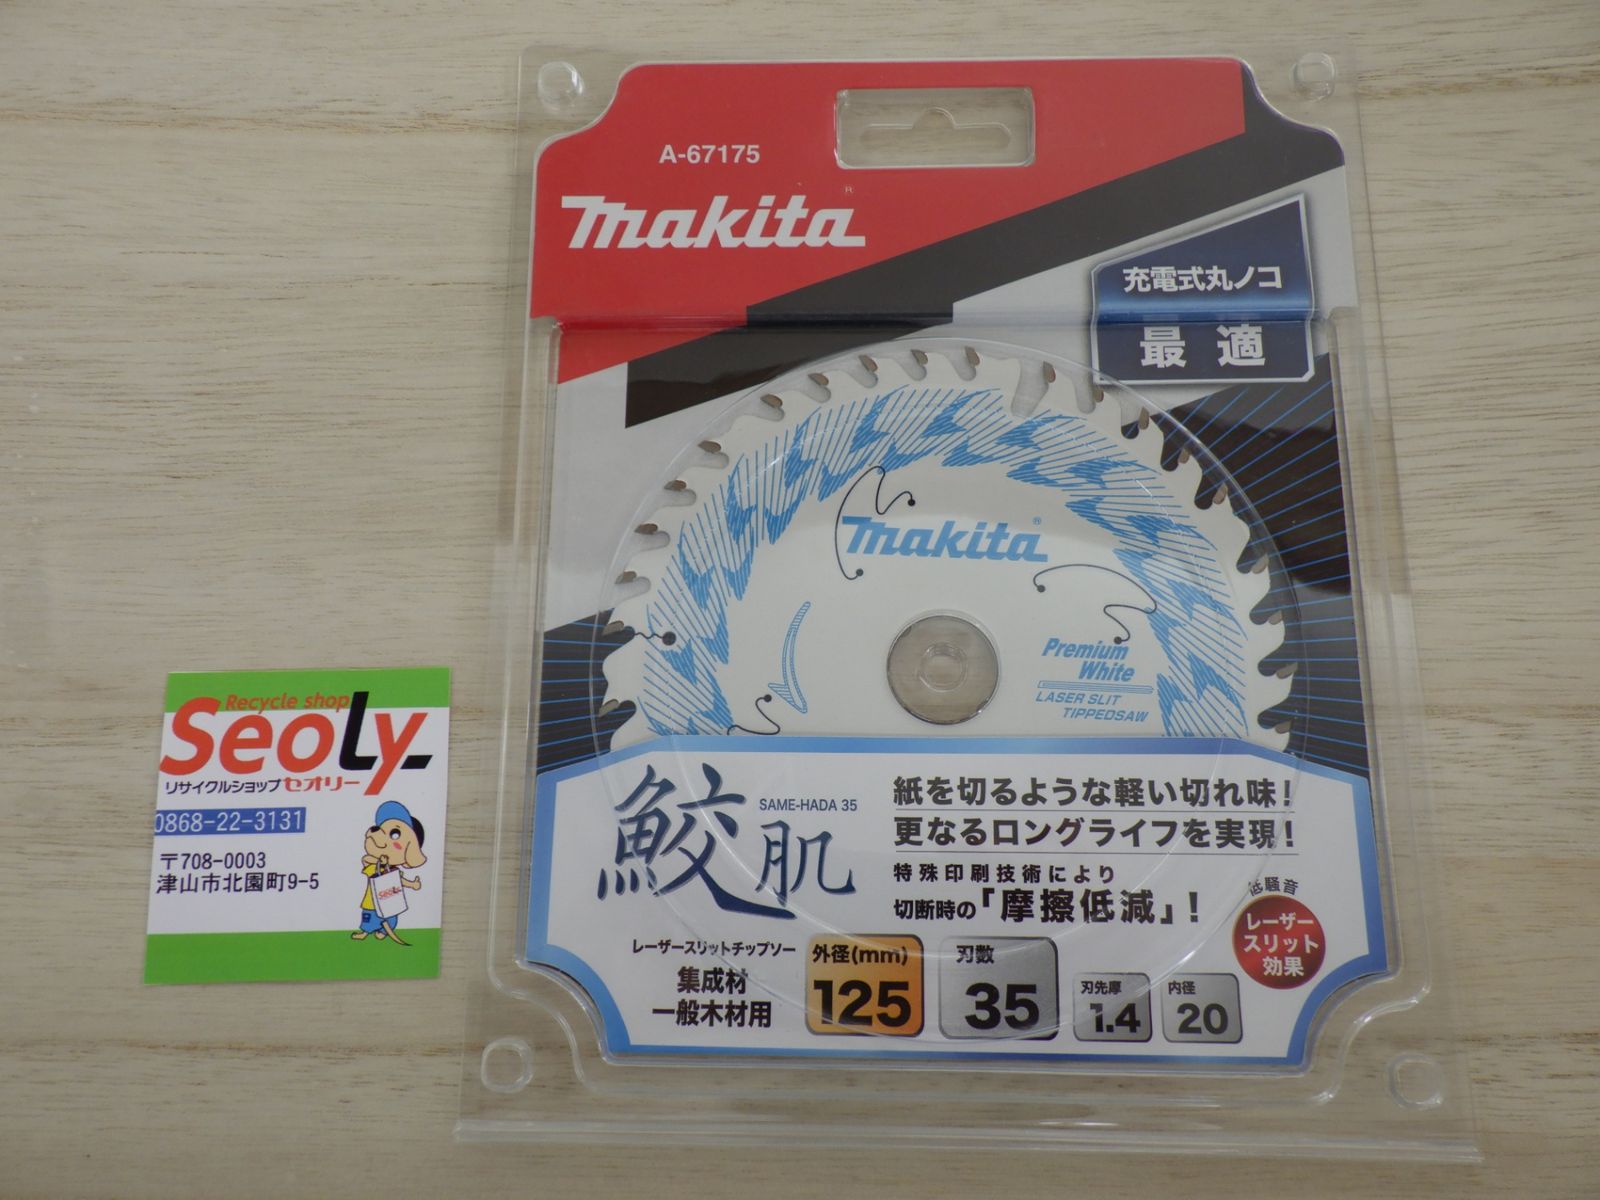 A-67175
makita®
充電式丸ノコ
最適
makita®
Premium
White
LASER SLIT
TIPPEDSAW
鮫肌
SAME-HADA 35
紙を切るような軽い切れ味!
更なるロングライフを実現!
特殊印刷技術により
切断時の「摩擦低減」!
低騒音
レーザー
スリット
効果
レーザースリットチップソー
集成材
一般木材用
外径(mm)
125
刃数
35
刃先厚
1.4
内径
20
Recycle shop
Seoly
リサイクルショップセオリー
0868-22-3131
〒708-0003
津山市北園町9-5
Seoly